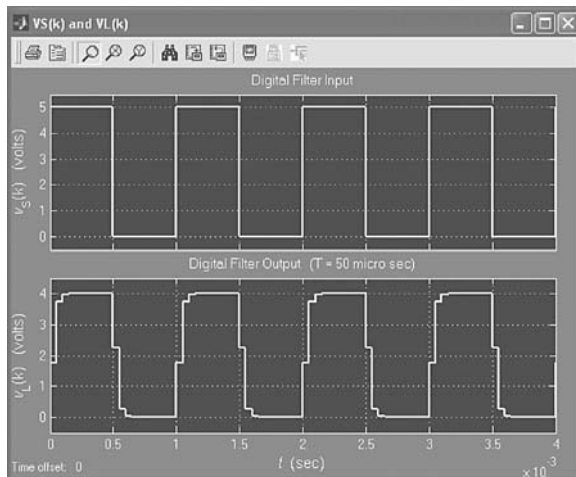 VS(k) and VL(k)
Digital Filter Input
5
4
3
2
1
0
v_S(k) (volts)
Digital Filter Output (T = 50 micro sec)
4
3
2
1
0
v_L(k) (volts)
0 0.5 1 1.5 2 2.5 3 3.5 4
t (sec)
×10⁻³
Time offset: 0